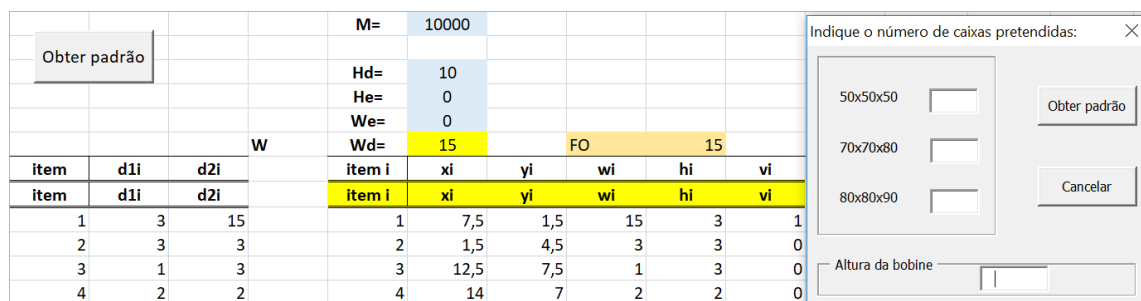 M= 10000
Obter padrão
Hd= 10
He= 0
We= 0
W Wd= 15 FO 15
item d1i d2i item i xi yi wi hi vi
item d1i d2i item i xi yi wi hi vi
1 3 15 1 7,5 1,5 15 3 1
2 3 3 2 1,5 4,5 3 3 0
3 1 3 3 12,5 7,5 1 3 0
4 2 2 4 14 7 2 2 0
Indique o número de caixas pretendidas:
50x50x50
Obter padrão
70x70x80
Cancelar
80x80x90
Altura da bobine